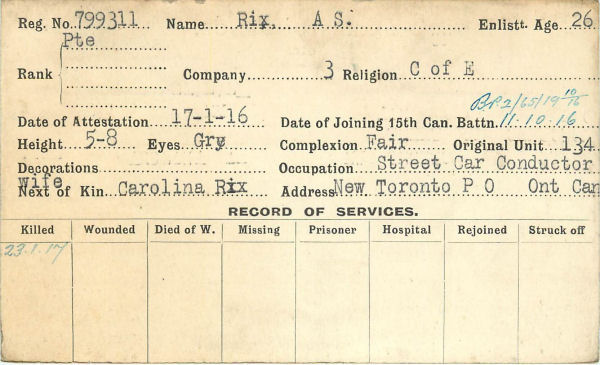 Reg. No. 799311 Name Rix, A S. Enlistt. Age 26
Pte
Rank Company 3 Religion C of E
B.P.2/65/19 10/16
Date of Attestation 17-1-16 Date of Joining 15th Can. Battn. 11.10.16
Height 5-8 Eyes Gry Complexion Fair Original Unit 134
Decorations Occupation Street Car Conductor
wife
Next of Kin Carolina Rix Address New Toronto P O Ont Can
RECORD OF SERVICES.
Killed Wounded Died of W. Missing Prisoner Hospital Rejoined Struck off
23.1.17